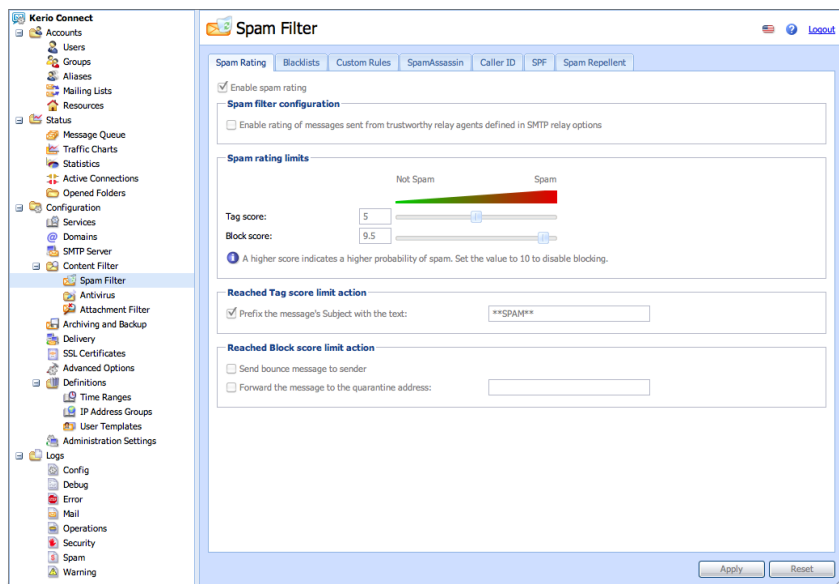 Kerio Connect
Accounts
Users
Groups
Aliases
Mailing Lists
Resources
Status
Message Queue
Traffic Charts
Statistics
Active Connections
Opened Folders
Configuration
Services
Domains
SMTP Server
Content Filter
Spam Filter
Antivirus
Attachment Filter
Archiving and Backup
Delivery
SSL Certificates
Advanced Options
Definitions
Time Ranges
IP Address Groups
User Templates
Administration Settings
Logs
Config
Debug
Error
Mail
Operations
Security
Spam
Warning
Spam Filter
Logout
Spam Rating Blacklists Custom Rules SpamAssassin Caller ID SPF Spam Repellent
Enable spam rating
Spam filter configuration
Enable rating of messages sent from trustworthy relay agents defined in SMTP relay options
Spam rating limits
Not Spam Spam
Tag score: 5
Block score: 9.5
A higher score indicates a higher probability of spam. Set the value to 10 to disable blocking.
Reached Tag score limit action
Prefix the message's Subject with the text: **SPAM**
Reached Block score limit action
Send bounce message to sender
Forward the message to the quarantine address:
Apply Reset